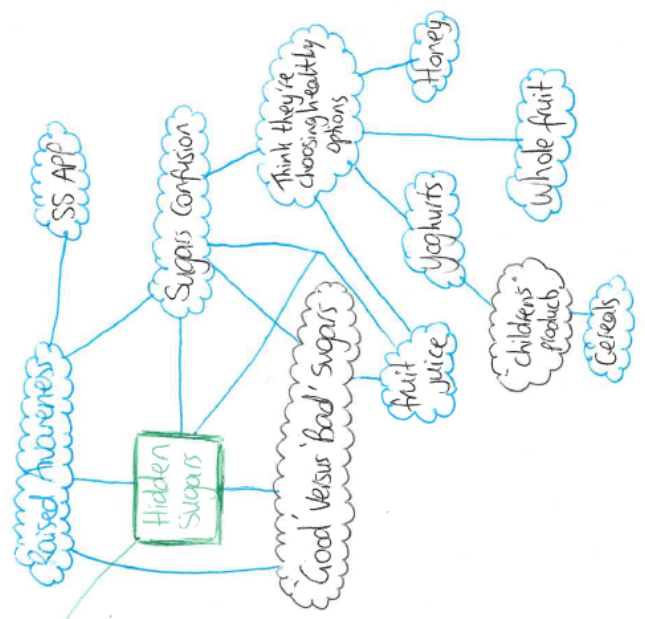 SS APP
Raised Awareness
Sugars Confusion
Think they're
choosing healthy
options
Honey
Whole fruit
Yoghurts
'childrens'
products
Cereals
fruit
juice
'Good' Versus 'Bad' Sugars
Hidden
Sugars